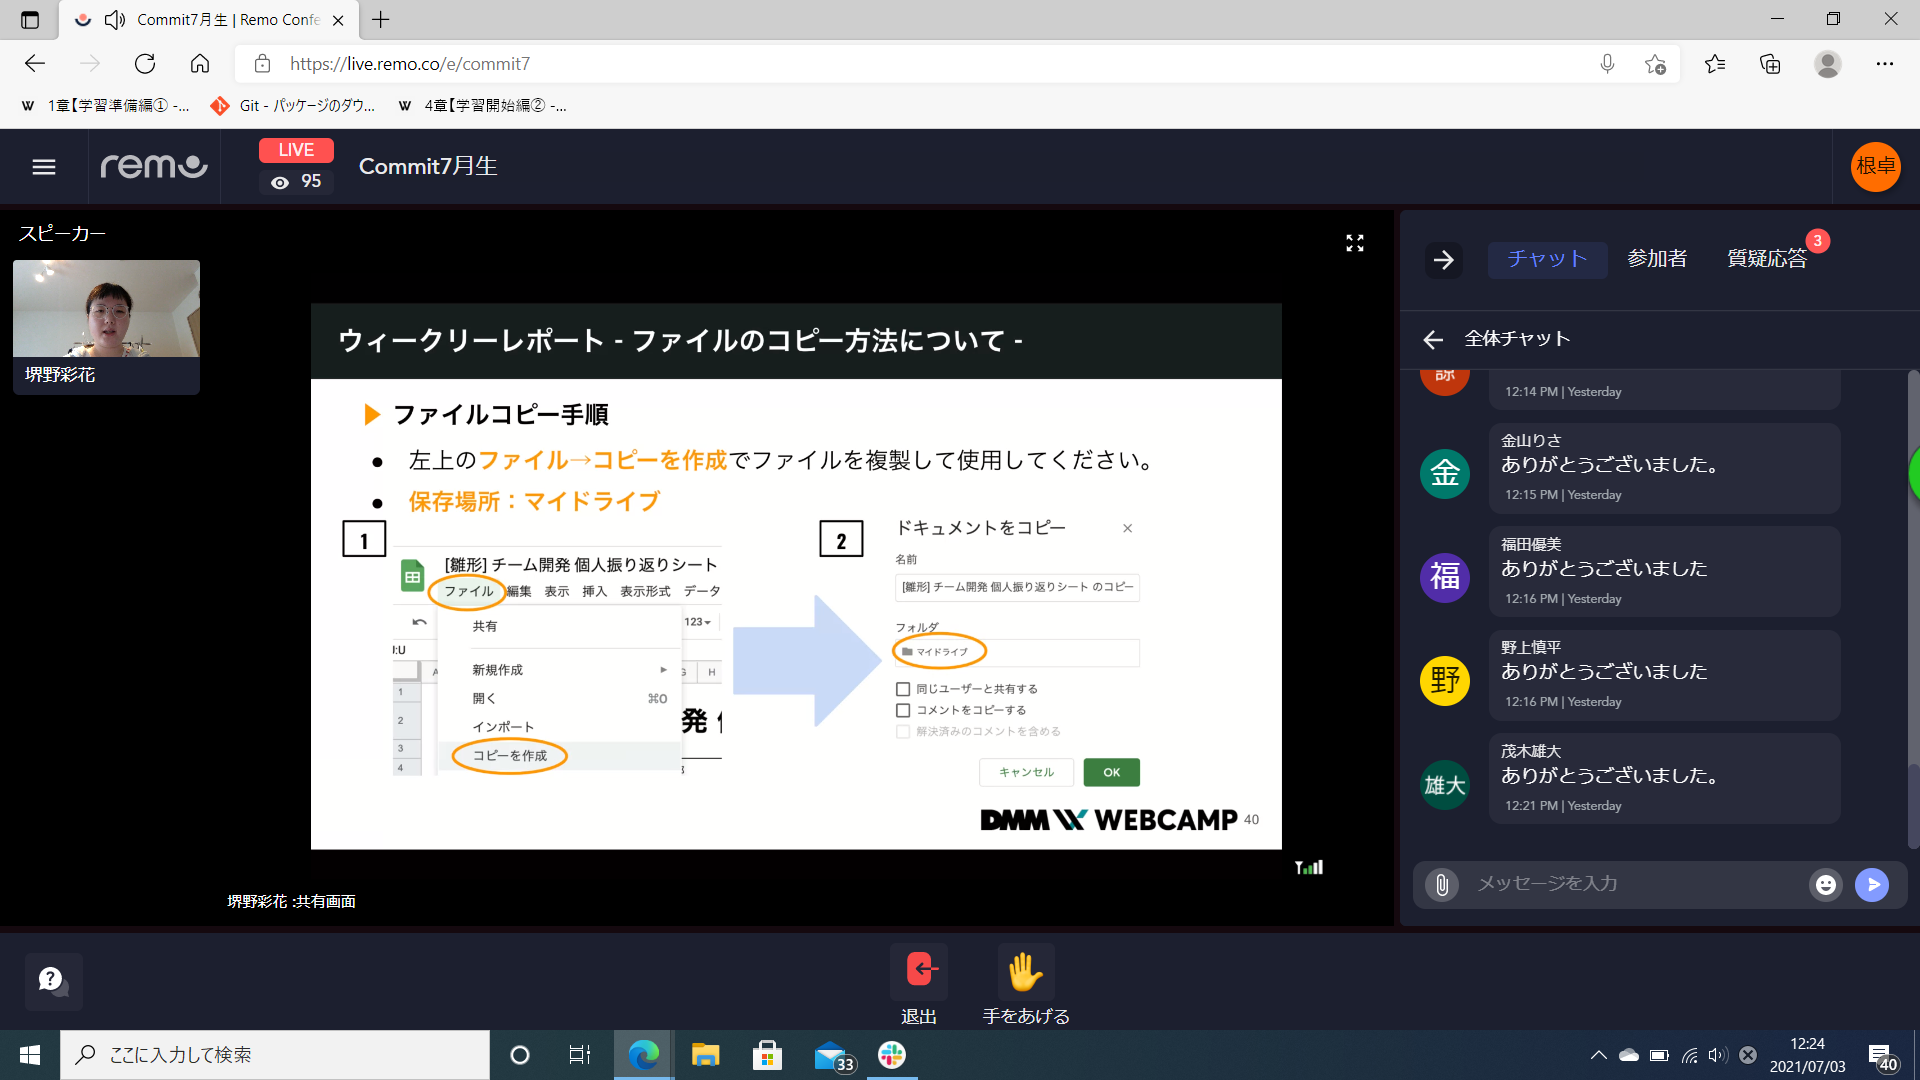 Commit7月生 | Remo Confe
https://live.remo.co/e/commit7
1章【学習準備編① -...
Git - パッケージのダウ...
4章【学習開始編② -...
remo
LIVE
95
Commit7月生
根卓
スピーカー
堺野彩花
ウィークリーレポート - ファイルのコピー方法について -
ファイルコピー手順
● 左上のファイル→コピーを作成でファイルを複製して使用してください。
● 保存場所：マイドライブ
1
[雛形] チーム開発 個人振り返りシート
ファイル 編集 表示 挿入 表示形式 データ
共有
123
J:U
新規作成
開く ⌘O
インポート
コピーを作成
A
G H
1
2
3
4
発
2
ドキュメントをコピー
名前
[雛形] チーム開発 個人振り返りシート のコピー
フォルダ
マイドライブ
同じユーザーと共有する
コメントをコピーする
解決済みのコメントを含める
キャンセル OK
DMM WEBCAMP 40
堺野彩花 :共有画面
チャット 参加者 質疑応答 3
全体チャット
諒
12:14 PM | Yesterday
金
金山りさ
ありがとうございました。
12:15 PM | Yesterday
福
福田優美
ありがとうございました
12:16 PM | Yesterday
野
野上慎平
ありがとうございました
12:16 PM | Yesterday
雄大
茂木雄大
ありがとうございました。
12:21 PM | Yesterday
メッセージを入力
退出
手をあげる
ここに入力して検索
33
12:24
2021/07/03
40